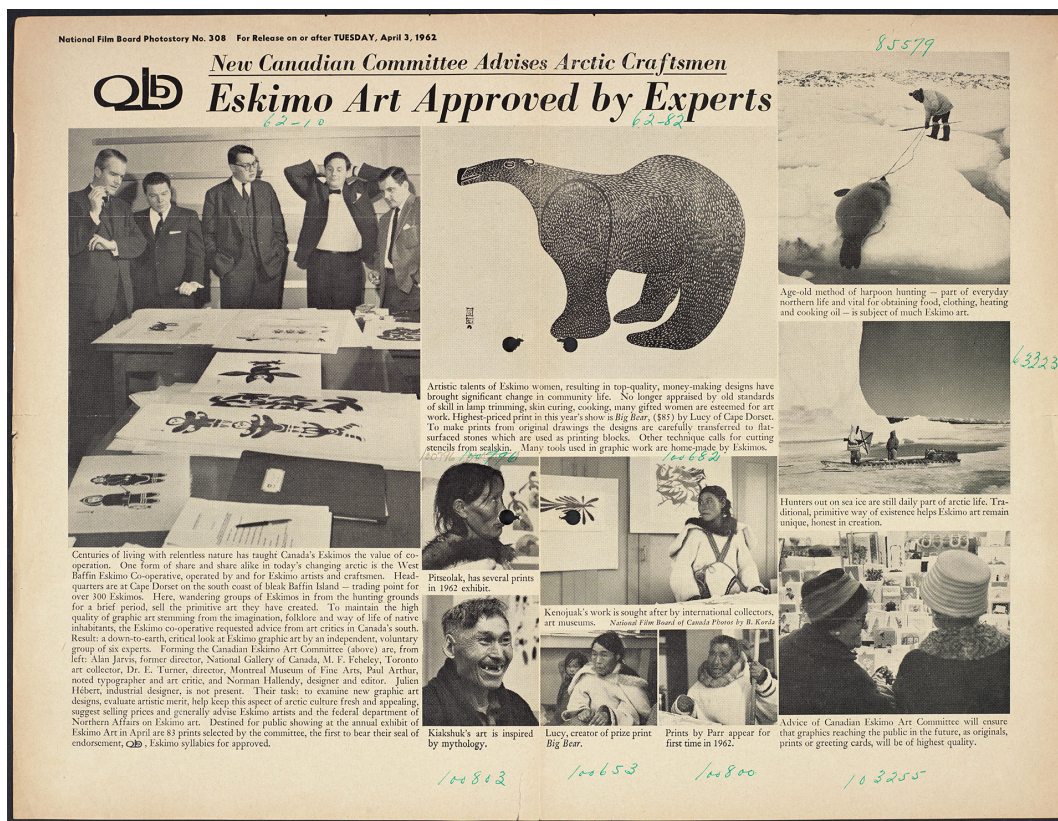 National Film Board Photostory No. 308 For Release on or after TUESDAY, April 3, 1962
85579
New Canadian Committee Advises Arctic Craftsmen
Eskimo Art Approved by Experts
62-10
62-82
Age-old method of harpoon hunting — part of everyday
northern life and vital for obtaining food, clothing, heating
and cooking oil — is subject of much Eskimo art.
63223
Artistic talents of Eskimo women, resulting in top-quality, money-making designs have
brought significant change in community life. No longer appraised by old standards
of skill in lamp trimming, skin curing, cooking, many gifted women are esteemed for art
work. Highest-priced print in this year's show is Big Bear, ($85) by Lucy of Cape Dorset.
To make prints from original drawings the designs are carefully transferred to flat-
surfaced stones which are used as printing blocks. Other technique calls for cutting
stencils from sealskin. Many tools used in graphic work are home-made by Eskimos.
100682
Hunters out on sea ice are still daily part of arctic life. Tra-
ditional, primitive way of existence helps Eskimo art remain
unique, honest in creation.
Centuries of living with relentless nature has taught Canada's Eskimos the value of co-
operation. One form of share and share alike in today's changing arctic is the West
Baffin Eskimo Co-operative, operated by and for Eskimo artists and craftsmen. Head-
quarters are at Cape Dorset on the south coast of bleak Baffin Island — trading point for
over 300 Eskimos. Here, wandering groups of Eskimos in from the hunting grounds
for a brief period, sell the primitive art they have created. To maintain the high
quality of graphic art stemming from the imagination, folklore and way of life of native
inhabitants, the Eskimo co-operative requested advice from art critics in Canada's south.
Result: a down-to-earth, critical look at Eskimo graphic art by an independent, voluntary
group of six experts. Forming the Canadian Eskimo Art Committee (above) are, from
left: Alan Jarvis, former director, National Gallery of Canada, M. F. Feheley, Toronto
art collector, Dr. E. Turner, director, Montreal Museum of Fine Arts, Paul Arthur,
noted typographer and art critic, and Norman Hallendy, designer and editor. Julien
Hébert, industrial designer, is not present. Their task: to examine new graphic art
designs, evaluate artistic merit, help keep this aspect of arctic culture fresh and appealing,
suggest selling prices and generally advise Eskimo artists and the federal department of
Northern Affairs on Eskimo art. Destined for public showing at the annual exhibit of
Eskimo Art in April are 83 prints selected by the committee, the first to bear their seal of
endorsement, , Eskimo syllabics for approved.
Pitseolak, has several prints
in 1962 exhibit.
Kenojuak's work is sought after by international collectors,
art museums. National Film Board of Canada Photos by B. Korda
Kiakshuk's art is inspired
by mythology.
Lucy, creator of prize print
Big Bear.
Prints by Parr appear for
first time in 1962.
Advice of Canadian Eskimo Art Committee will ensure
that graphics reaching the public in the future, as originals,
prints or greeting cards, will be of highest quality.
100803
100653
100800
103255